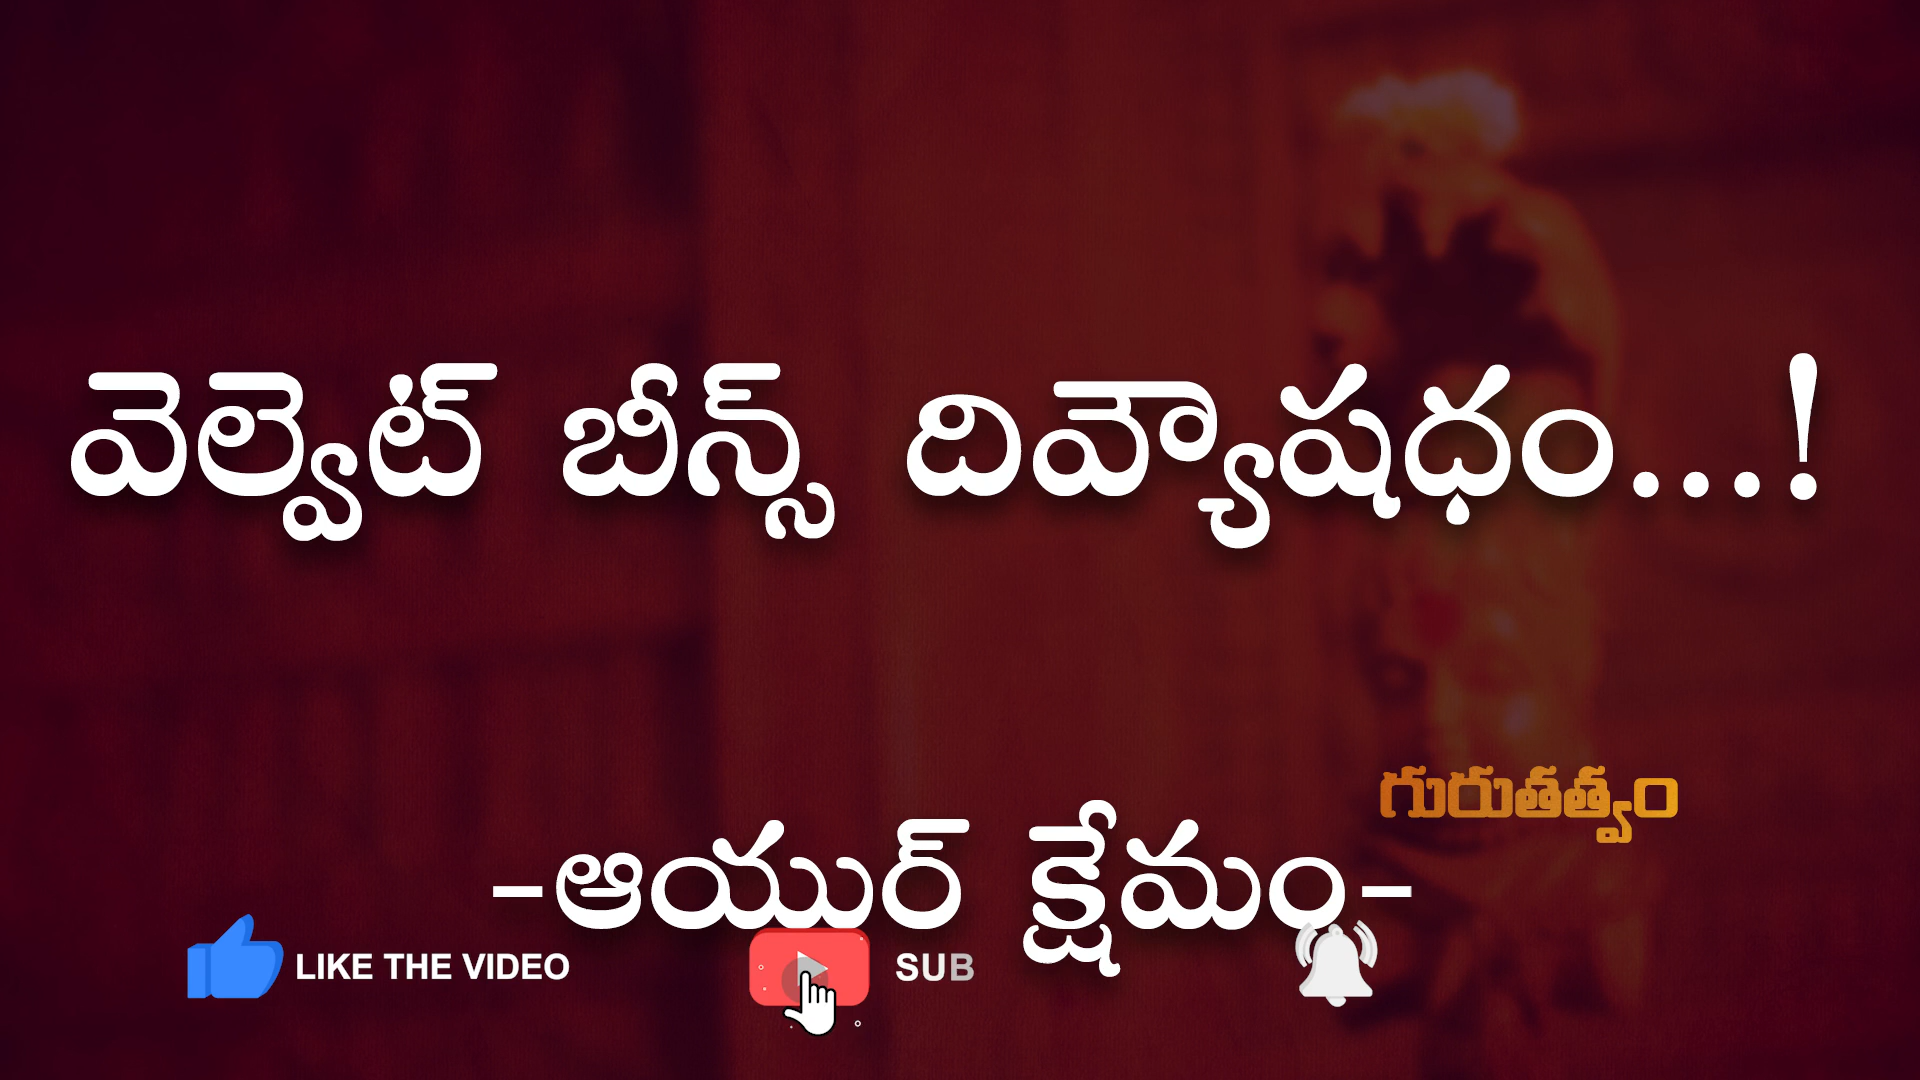 వెల్వెట్ బీన్స్ దివ్యౌషధం...!
గురుతత్వం
-ఆయుర్ క్షేమం-
LIKE THE VIDEO
SUB